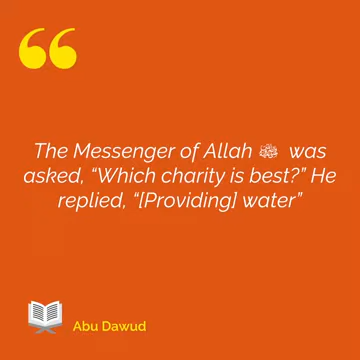 The Messenger of Allah ﷺ was
asked, “Which charity is best?” He
replied, “[Providing] water”
Abu Dawud